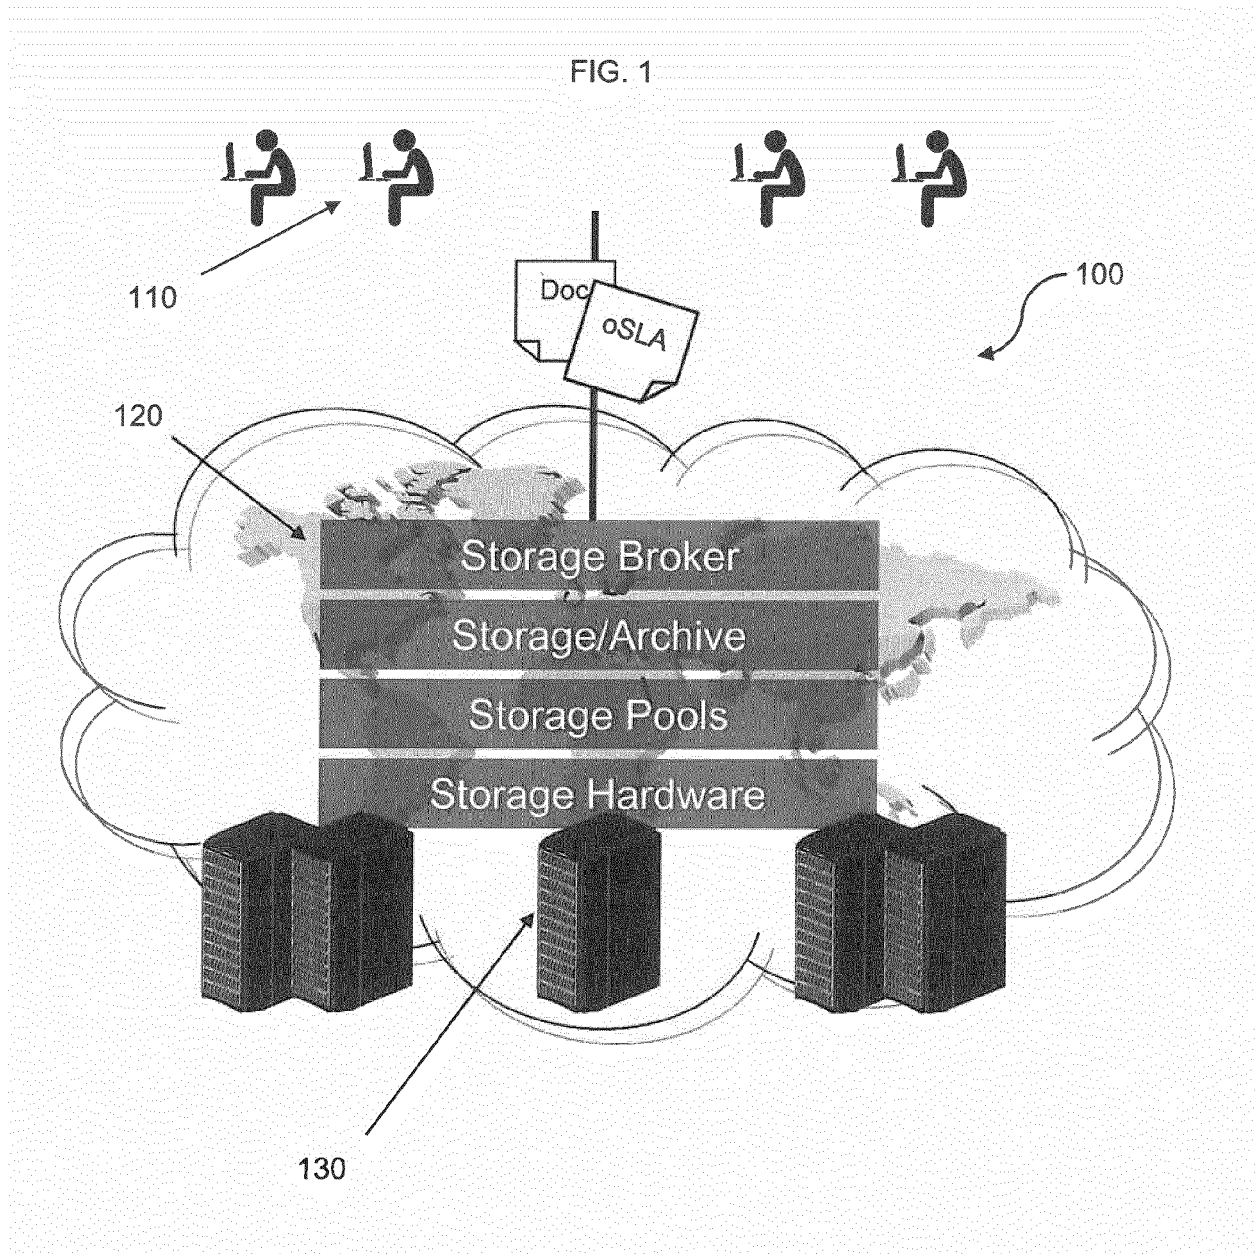 FIG. 1
110
100
Doc
oSLA
120
Storage Broker
Storage/Archive
Storage Pools
Storage Hardware
130